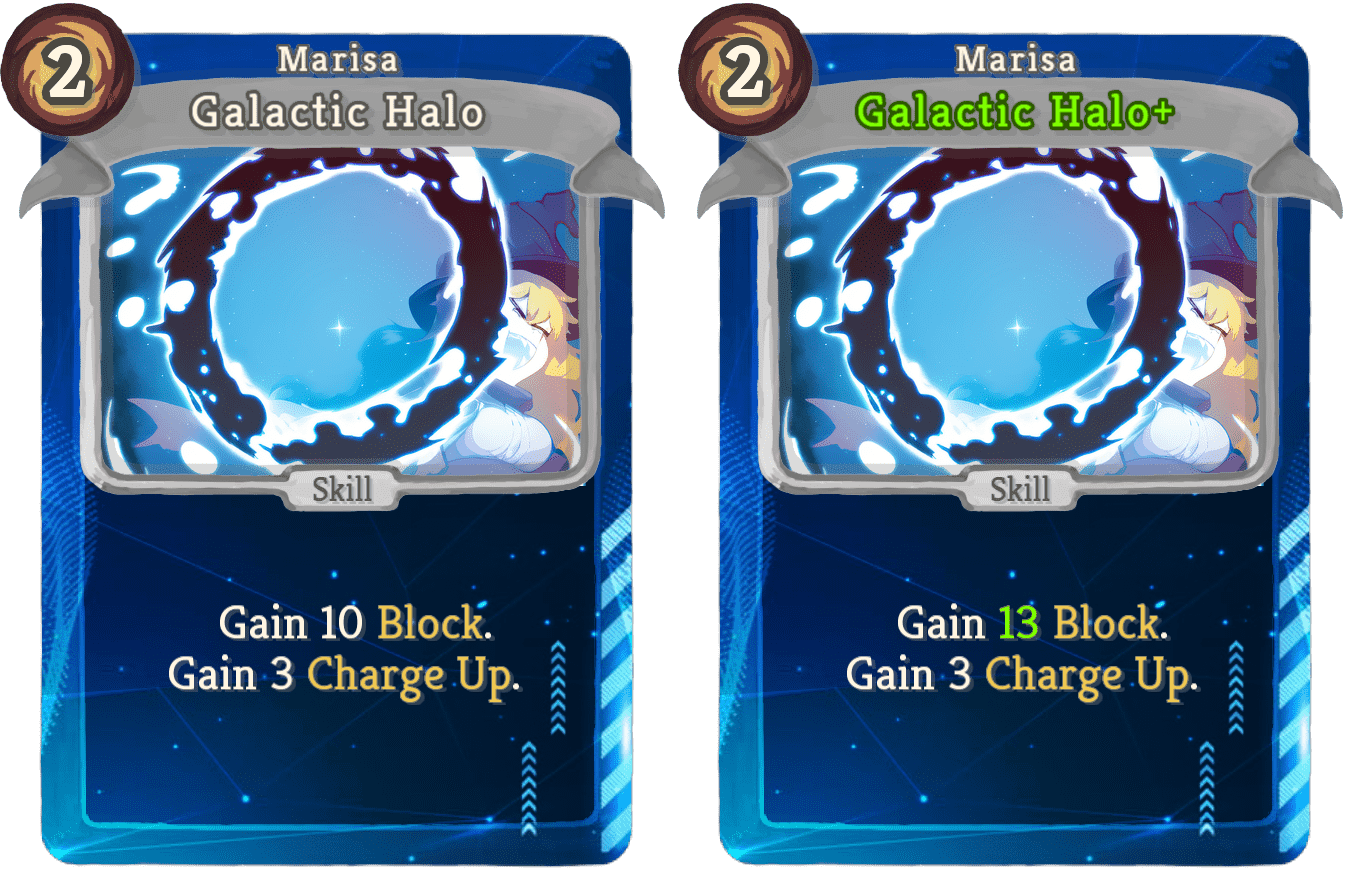 2
Marisa
Galactic Halo
Skill
Gain 10 Block.
Gain 3 Charge Up.
2
Marisa
Galactic Halo+
Skill
Gain 13 Block.
Gain 3 Charge Up.